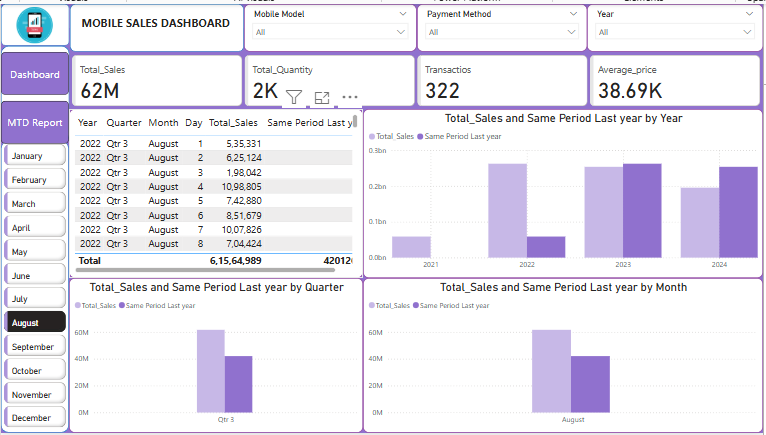 MOBILE SALES DASHBOARD
Mobile Model
All
Payment Method
All
Year
All
Dashboard
MTD Report
January
February
March
April
May
June
July
August
September
October
November
December
Total_Sales
62M
Total_Quantity
2K
Transactios
322
Average_price
38.69K
Year Quarter Month Day Total_Sales Same Period Last y
2022 Qtr 3 August 1 5,35,331
2022 Qtr 3 August 2 6,25,124
2022 Qtr 3 August 3 1,98,042
2022 Qtr 3 August 4 10,98,805
2022 Qtr 3 August 5 7,42,880
2022 Qtr 3 August 6 8,51,679
2022 Qtr 3 August 7 10,07,826
2022 Qtr 3 August 8 7,04,424
Total 6,15,64,989 42012
Total_Sales and Same Period Last year by Year
Total_Sales Same Period Last year
0.3bn
0.2bn
0.1bn
0.0bn
2021 2022 2023 2024
Total_Sales and Same Period Last year by Quarter
Total_Sales Same Period Last year
60M
40M
20M
0M
Qtr 3
Total_Sales and Same Period Last year by Month
Total_Sales Same Period Last year
60M
40M
20M
0M
August